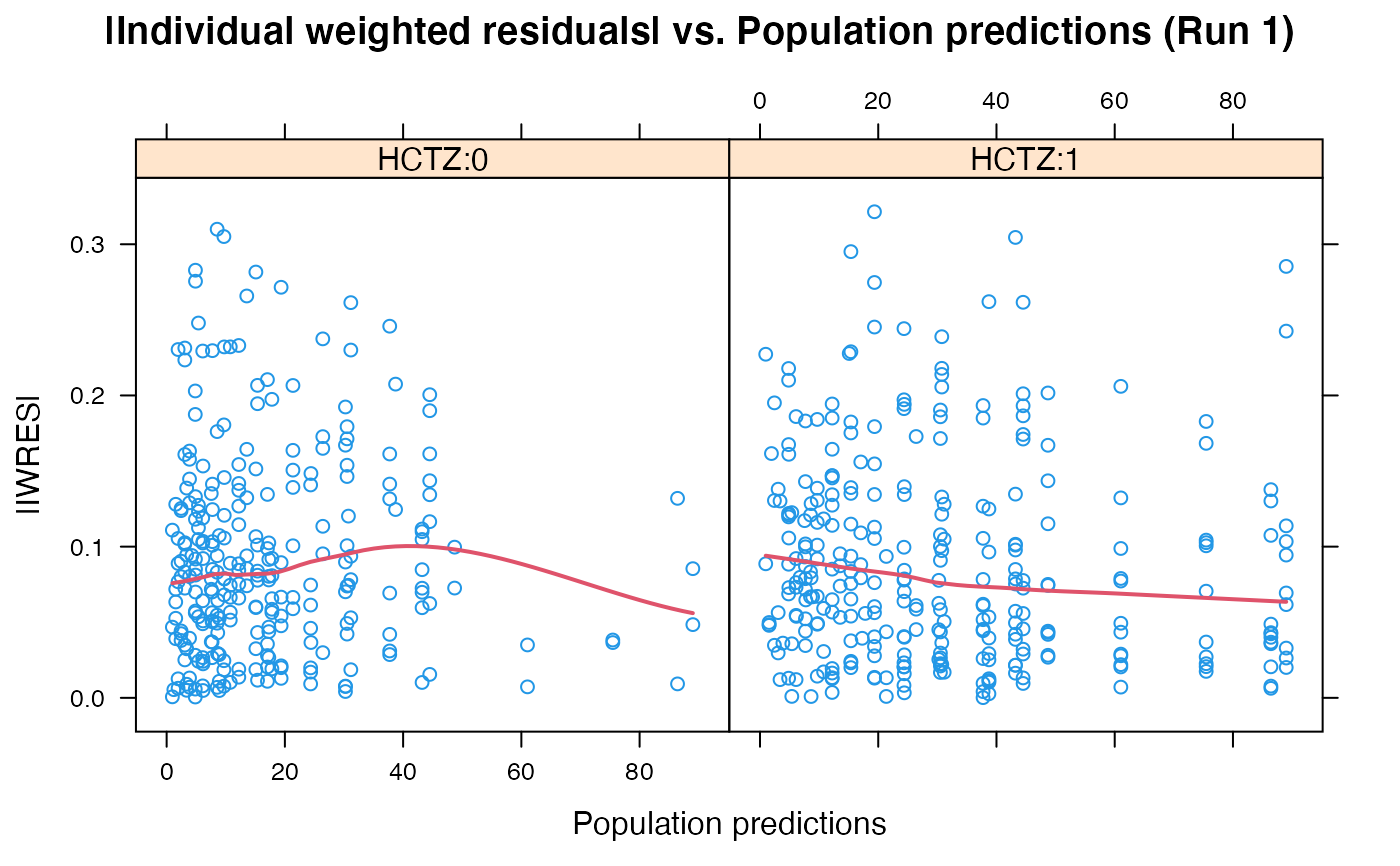 |Individual weighted residuals| vs. Population predictions (Run 1)
0 20 40 60 80
HCTZ:0 HCTZ:1
0.3
0.2
0.1
0.0
|IWRES|
0 20 40 60 80
Population predictions